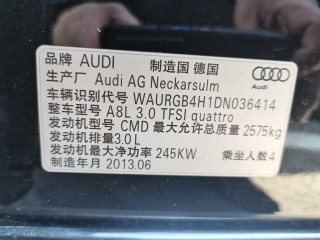 品牌 AUDI 制造国 德国
Audi
生产厂 Audi AG Neckarsulm
车辆识别代号 WAURGB4H1DN036414
整车型号 A8L 3.0 TFSI quattro
发动机型号 CMD 最大允许总质量 2575kg
发动机排量3.0 L
发动机最大净功率 245KW 乘坐人数4
制造年月 2013.06